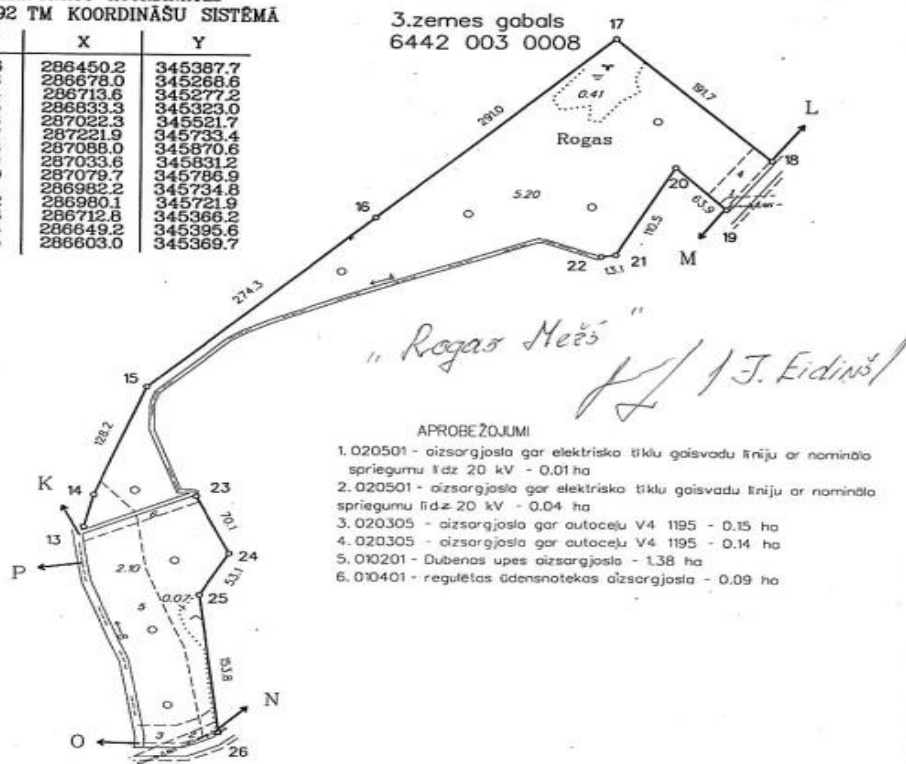 92 TM KOORDINĀŠU SISTĒMĀ
X Y
286450.2 345387.7
286678.0 345268.6
286713.6 345277.2
286833.3 345323.0
287022.3 345521.7
287221.9 345733.4
287088.0 345870.6
287033.6 345831.2
287079.7 345786.9
286982.2 345734.8
286980.1 345721.9
286712.8 345366.2
286649.2 345395.6
286603.0 345369.7
3.zemes gabals
6442 003 0008
17
0.41
291.0
191.7
L
Rogas
18
4
20
5.20
63.9
16
110.5
19
M
22
13.1
21
274.3
"Rogas Mežs"
J. Eidiņš
15
128.2
APROBEŽOJUMI
1. 020501 - aizsargjosla gar elektrisko tīklu gaisvadu līniju ar nominālo
spriegumu līdz 20 kV - 0.01 ha
2. 020501 - aizsargjosla gar elektrisko tīklu gaisvadu līniju ar nominālo
spriegumu līdz 20 kV - 0.04 ha
3. 020305 - aizsargjosla gar autoceļu V4 1195 - 0.15 ha
4. 020305 - aizsargjosla gar autoceļu V4 1195 - 0.14 ha
5. 010201 - Dubenas upes aizsargjosla - 1.38 ha
6. 010401 - regulētas ūdensnotekas aizsargjosla - 0.09 ha
K
14
23
13
6
70.1
P
2.10
24
53.1
0.07
5
25
153.8
N
O
3
2
26